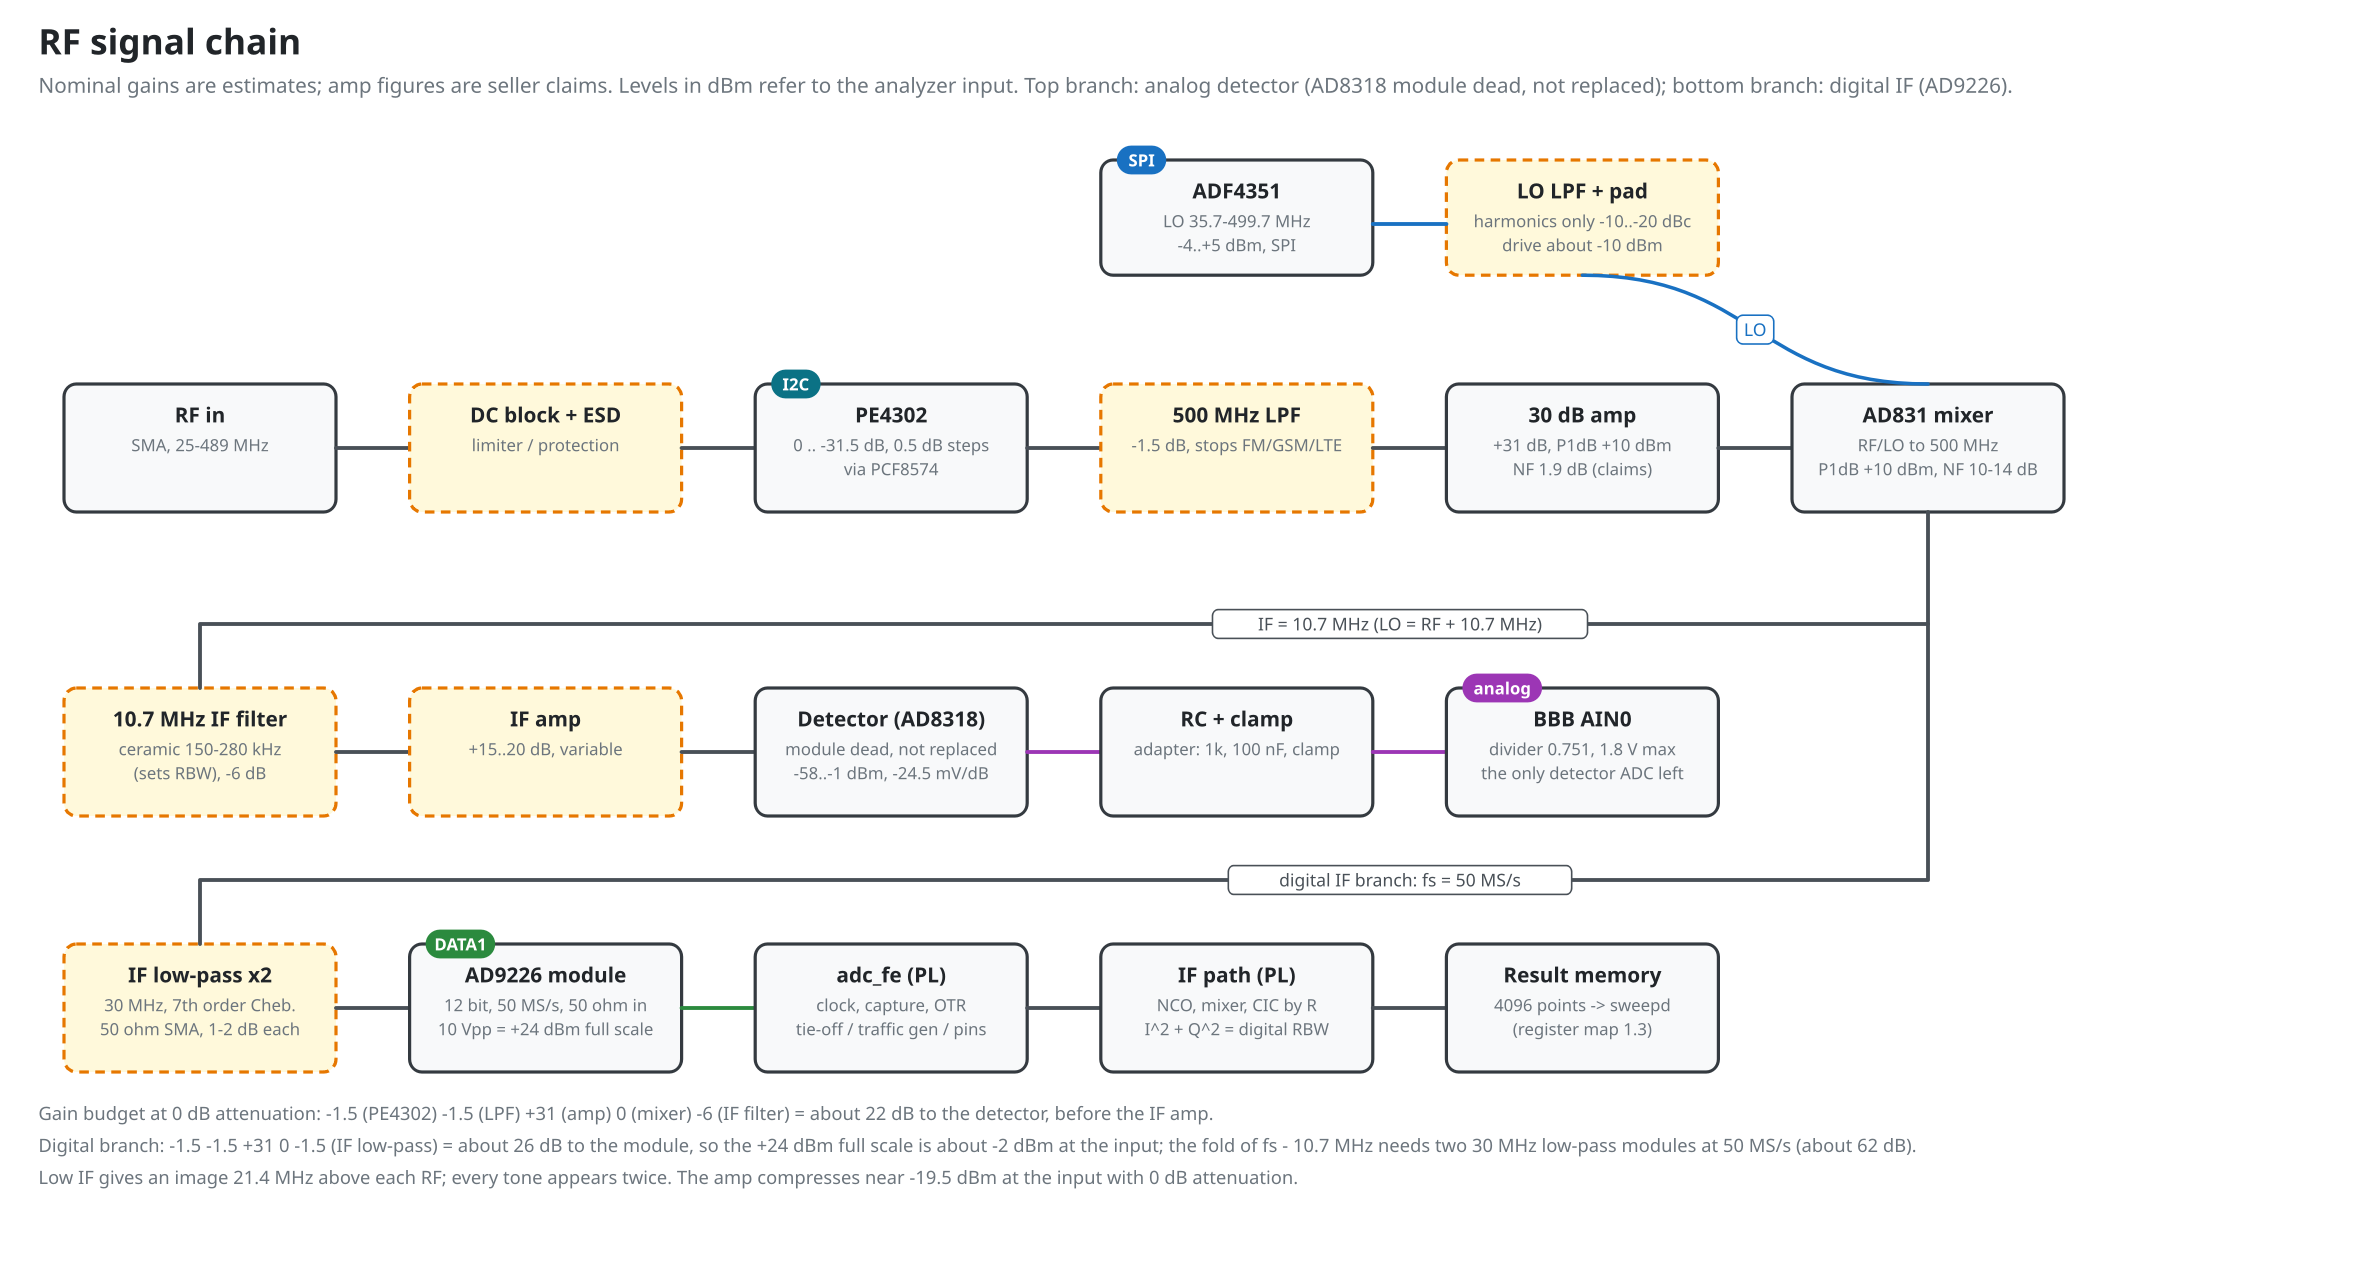 RF signal chain
Nominal gains are estimates; amp figures are seller claims. Levels in dBm refer to the analyzer input. Top branch: analog detector (AD8318 module dead, not replaced); bottom branch: digital IF (AD9226).
SPI
ADF4351
LO 35.7-499.7 MHz
-4..+5 dBm, SPI
LO LPF + pad
harmonics only -10..-20 dBc
drive about -10 dBm
LO
RF in
SMA, 25-489 MHz
DC block + ESD
limiter / protection
I2C
PE4302
0 .. -31.5 dB, 0.5 dB steps
via PCF8574
500 MHz LPF
-1.5 dB, stops FM/GSM/LTE
30 dB amp
+31 dB, P1dB +10 dBm
NF 1.9 dB (claims)
AD831 mixer
RF/LO to 500 MHz
P1dB +10 dBm, NF 10-14 dB
IF = 10.7 MHz (LO = RF + 10.7 MHz)
10.7 MHz IF filter
ceramic 150-280 kHz
(sets RBW), -6 dB
IF amp
+15..20 dB, variable
Detector (AD8318)
module dead, not replaced
-58..-1 dBm, -24.5 mV/dB
RC + clamp
adapter: 1k, 100 nF, clamp
analog
BBB AIN0
divider 0.751, 1.8 V max
the only detector ADC left
digital IF branch: fs = 50 MS/s
IF low-pass x2
30 MHz, 7th order Cheb.
50 ohm SMA, 1-2 dB each
DATA1
AD9226 module
12 bit, 50 MS/s, 50 ohm in
10 Vpp = +24 dBm full scale
adc_fe (PL)
clock, capture, OTR
tie-off / traffic gen / pins
IF path (PL)
NCO, mixer, CIC by R
I^2 + Q^2 = digital RBW
Result memory
4096 points -> sweepd
(register map 1.3)
Gain budget at 0 dB attenuation: -1.5 (PE4302) -1.5 (LPF) +31 (amp) 0 (mixer) -6 (IF filter) = about 22 dB to the detector, before the IF amp.
Digital branch: -1.5 -1.5 +31 0 -1.5 (IF low-pass) = about 26 dB to the module, so the +24 dBm full scale is about -2 dBm at the input; the fold of fs - 10.7 MHz needs two 30 MHz low-pass modules at 50 MS/s (about 62 dB).
Low IF gives an image 21.4 MHz above each RF; every tone appears twice. The amp compresses near -19.5 dBm at the input with 0 dB attenuation.